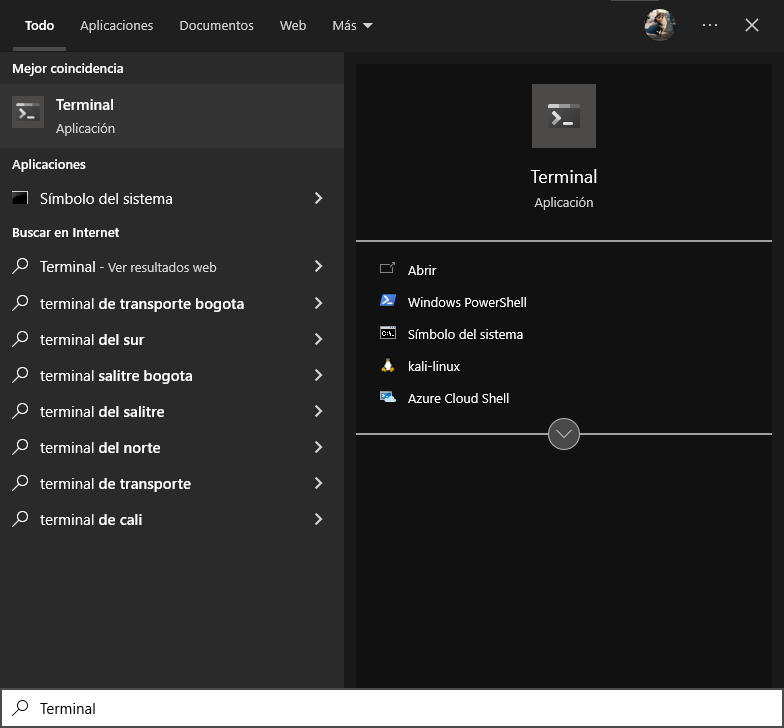 Todo Aplicaciones Documentos Web Más
Mejor coincidencia
Terminal
Aplicación
Aplicaciones
Símbolo del sistema
Buscar en Internet
Terminal - Ver resultados web
terminal de transporte bogota
terminal del sur
terminal salitre bogota
terminal del salitre
terminal del norte
terminal de transporte
terminal de cali
Terminal
Aplicación
Abrir
Windows PowerShell
Símbolo del sistema
kali-linux
Azure Cloud Shell
Terminal